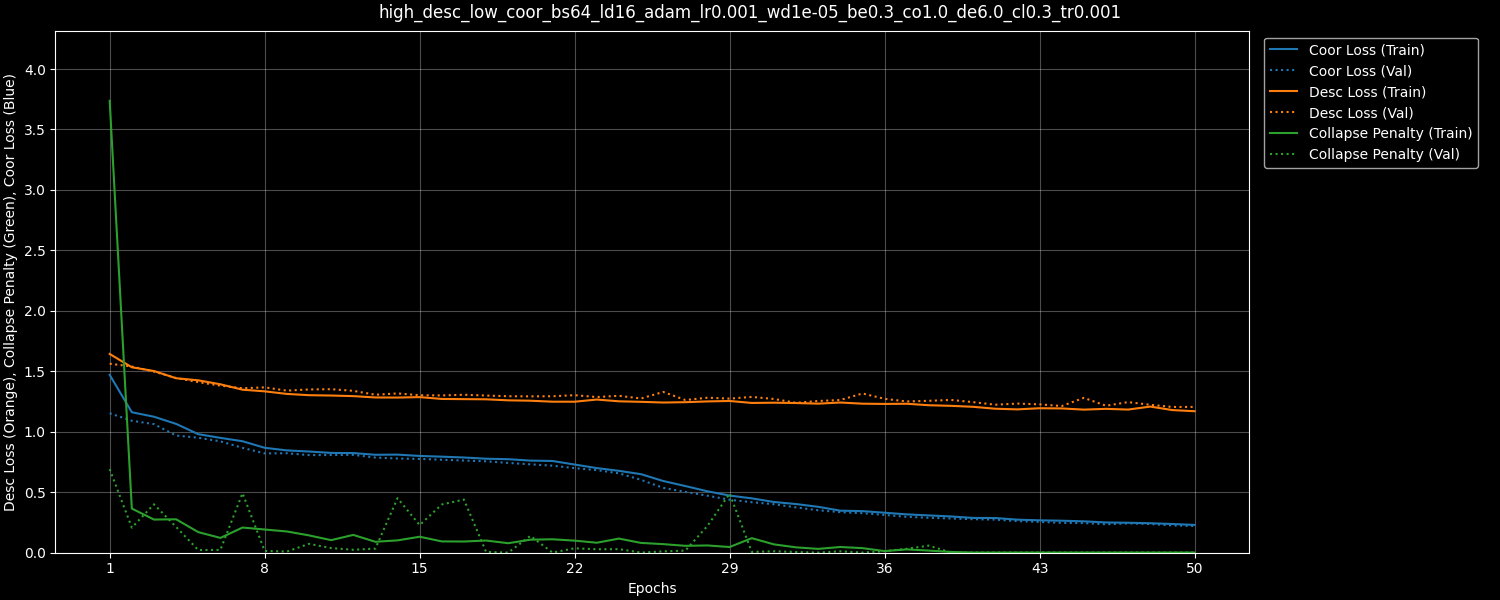 high_desc_low_coor_bs64_ld16_adam_lr0.001_wd1e-05_be0.3_co1.0_de6.0_cl0.3_tr0.001
Desc Loss (Orange), Collapse Penalty (Green), Coor Loss (Blue)
4.0
3.5
3.0
2.5
2.0
1.5
1.0
0.5
0.0
1 8 15 22 29 36 43 50
Epochs
Coor Loss (Train)
Coor Loss (Val)
Desc Loss (Train)
Desc Loss (Val)
Collapse Penalty (Train)
Collapse Penalty (Val)